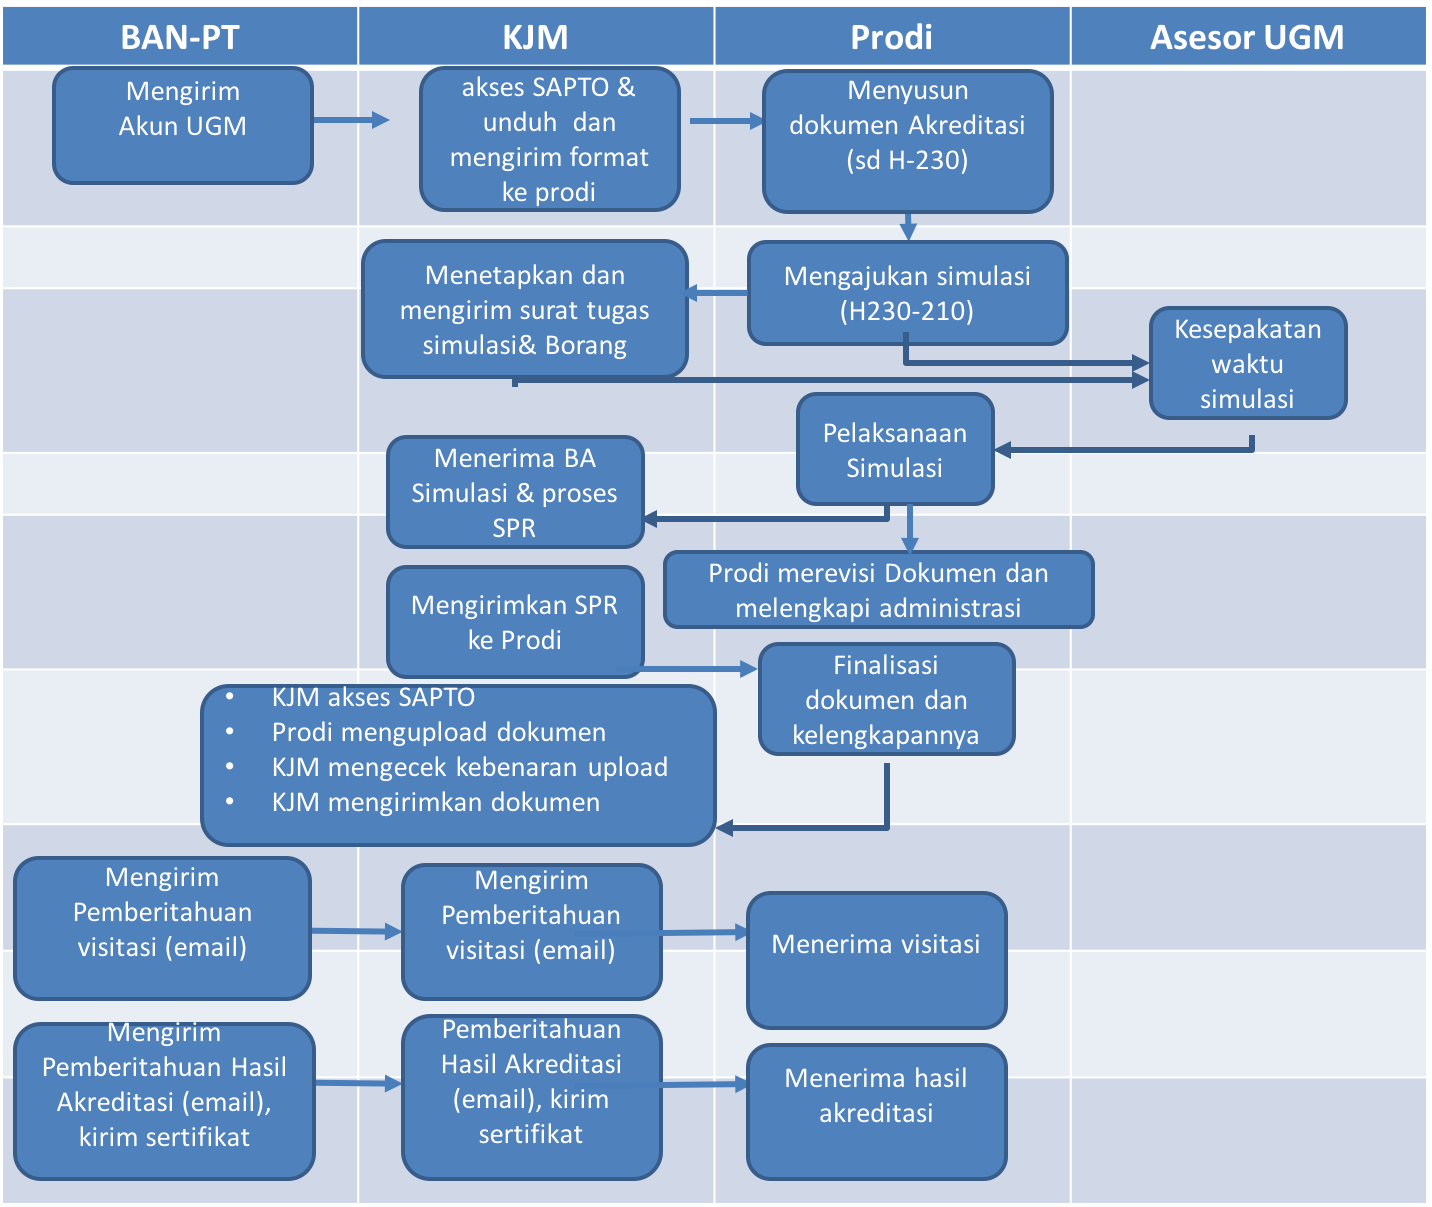 BAN-PT
KJM
Prodi
Asesor UGM
Mengirim
Akun UGM
akses SAPTO &
unduh dan
mengirim format
ke prodi
Menyusun
dokumen Akreditasi
(sd H-230)
Menetapkan dan
mengirim surat tugas
simulasi& Borang
Mengajukan simulasi
(H230-210)
Kesepakatan
waktu
simulasi
Pelaksanaan
Simulasi
Menerima BA
Simulasi & proses
SPR
Prodi merevisi Dokumen dan
melengkapi administrasi
Mengirimkan SPR
ke Prodi
Finalisasi
dokumen dan
kelengkapannya
• KJM akses SAPTO
• Prodi mengupload dokumen
• KJM mengecek kebenaran upload
• KJM mengirimkan dokumen
Mengirim
Pemberitahuan
visitasi (email)
Mengirim
Pemberitahuan
visitasi (email)
Menerima visitasi
Mengirim
Pemberitahuan Hasil
Akreditasi (email),
kirim sertifikat
Pemberitahuan
Hasil Akreditasi
(email), kirim
sertifikat
Menerima hasil
akreditasi